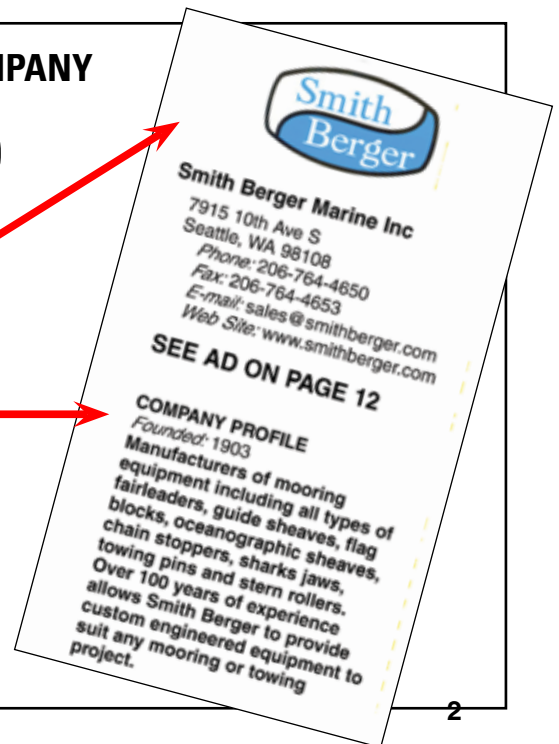 MPANY
)
Smith
Berger
Smith Berger Marine Inc
7915 10th Ave S
Seattle, WA 98108
Phone: 206-764-4650
Fax: 206-764-4653
E-mail: sales@smithberger.com
Web Site: www.smithberger.com
SEE AD ON PAGE 12
COMPANY PROFILE
Founded: 1903
Manufacturers of mooring
equipment including all types of
fairleaders, guide sheaves, flag
blocks, oceanographic sheaves,
chain stoppers, sharks jaws,
towing pins and stern rollers.
Over 100 years of experience
allows Smith Berger to provide
custom engineered equipment to
suit any mooring or towing
project.
2